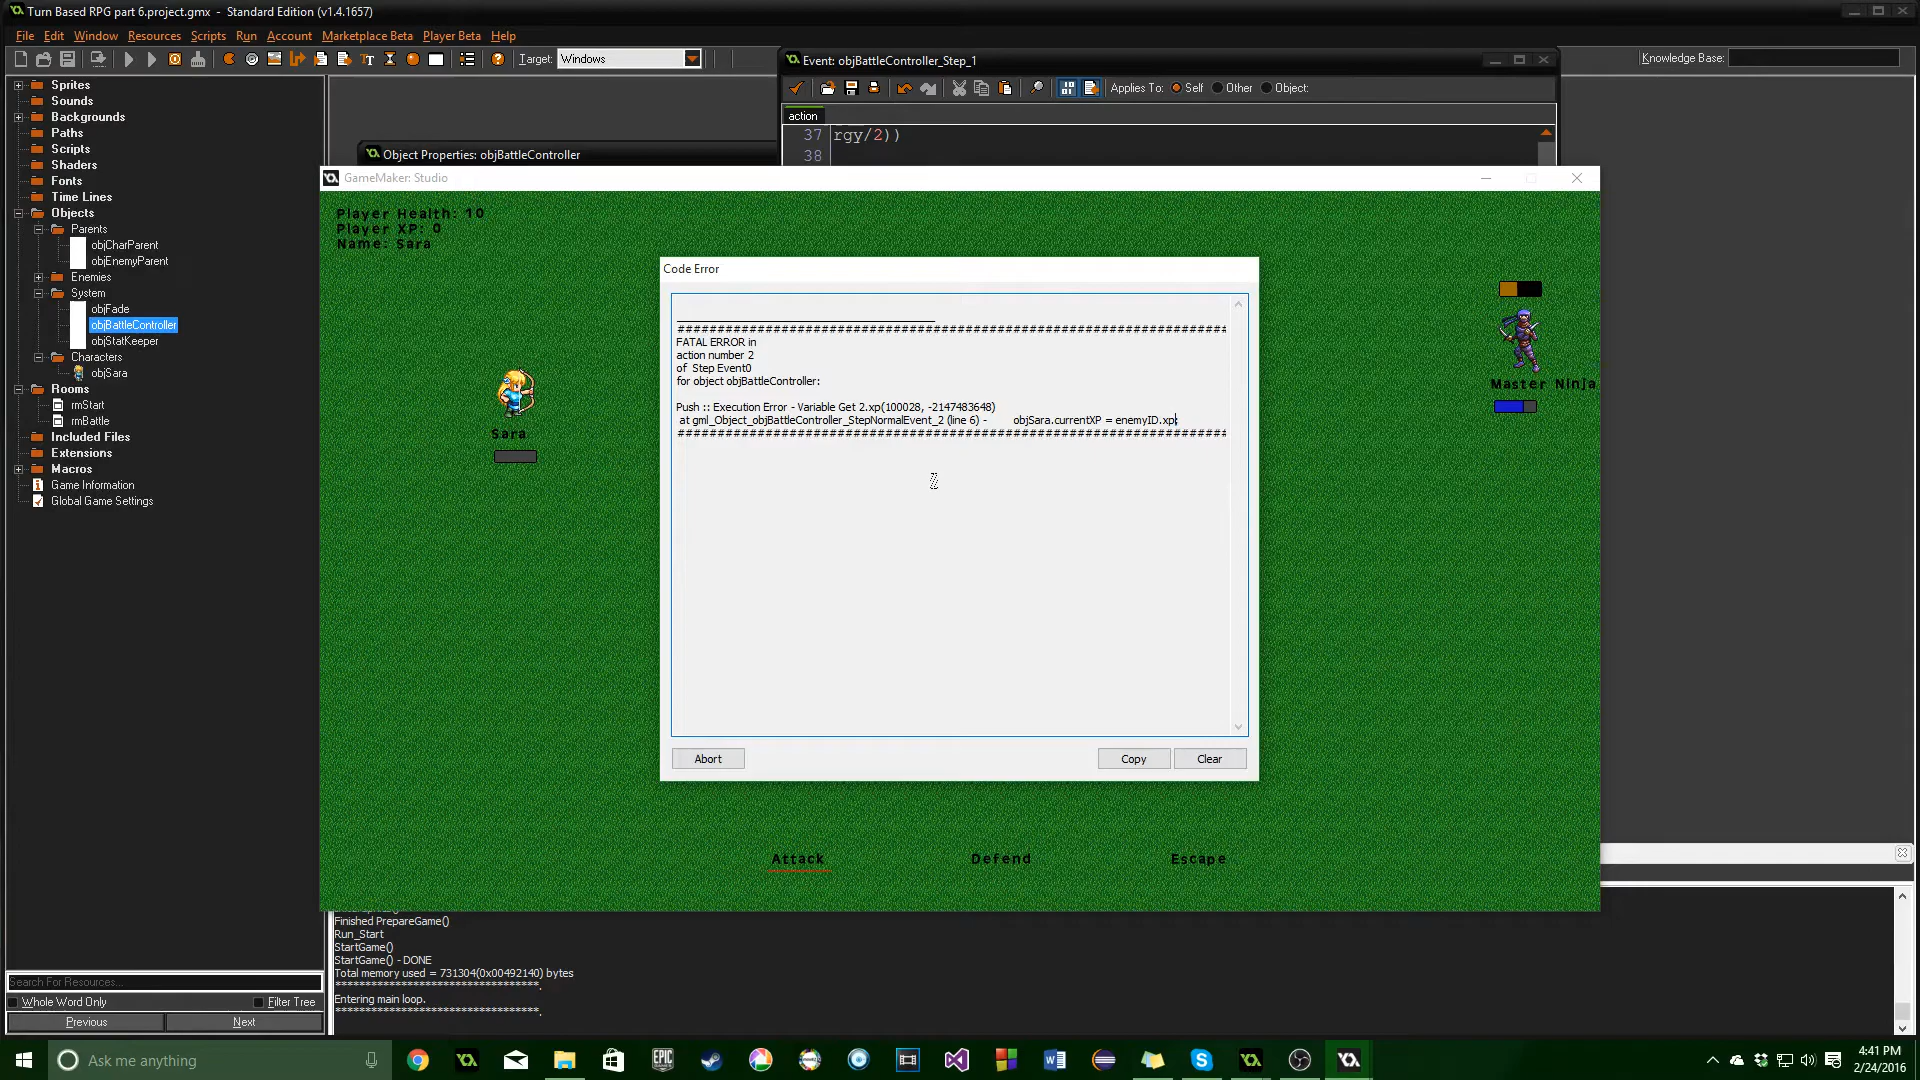 Turn Based RPG part 6.project.gmx - Standard Edition (v1.4.1657)
File Edit Window Resources Scripts Run Account Marketplace Beta Player Beta Help
Target: Windows
Knowledge Base:
Event: objBattleController_Step_1
Applies To: Self Other Object:
action
37 rgy/2))
38
Object Properties: objBattleController
Sprites
Sounds
Backgrounds
Paths
Scripts
Shaders
Fonts
Time Lines
Objects
Parents
objCharParent
objEnemyParent
Enemies
System
objFade
objBattleController
objStatKeeper
Characters
objSara
Rooms
rmStart
rmBattle
Included Files
Extensions
Macros
Game Information
Global Game Settings
Search For Resources...
Whole Word Only Filter Tree
Previous Next
GameMaker: Studio
Player Health: 10
Player XP: 0
Name: Sara
Sara
Master Ninja
Attack Defend Escape
Code Error
FATAL ERROR in
action number 2
of Step Event0
for object objBattleController:
Push :: Execution Error - Variable Get 2.xp(100028, -2147483648)
at gml_Object_objBattleController_StepNormalEvent_2 (line 6) - objSara.currentXP = enemyID.xp;
Abort Copy Clear
Finished PrepareGame()
Run_Start
StartGame()
StartGame() - DONE
Total memory used = 731304(0x00492140) bytes
***********************************.
Entering main loop.
***********************************.
Ask me anything
4:41 PM
2/24/2016